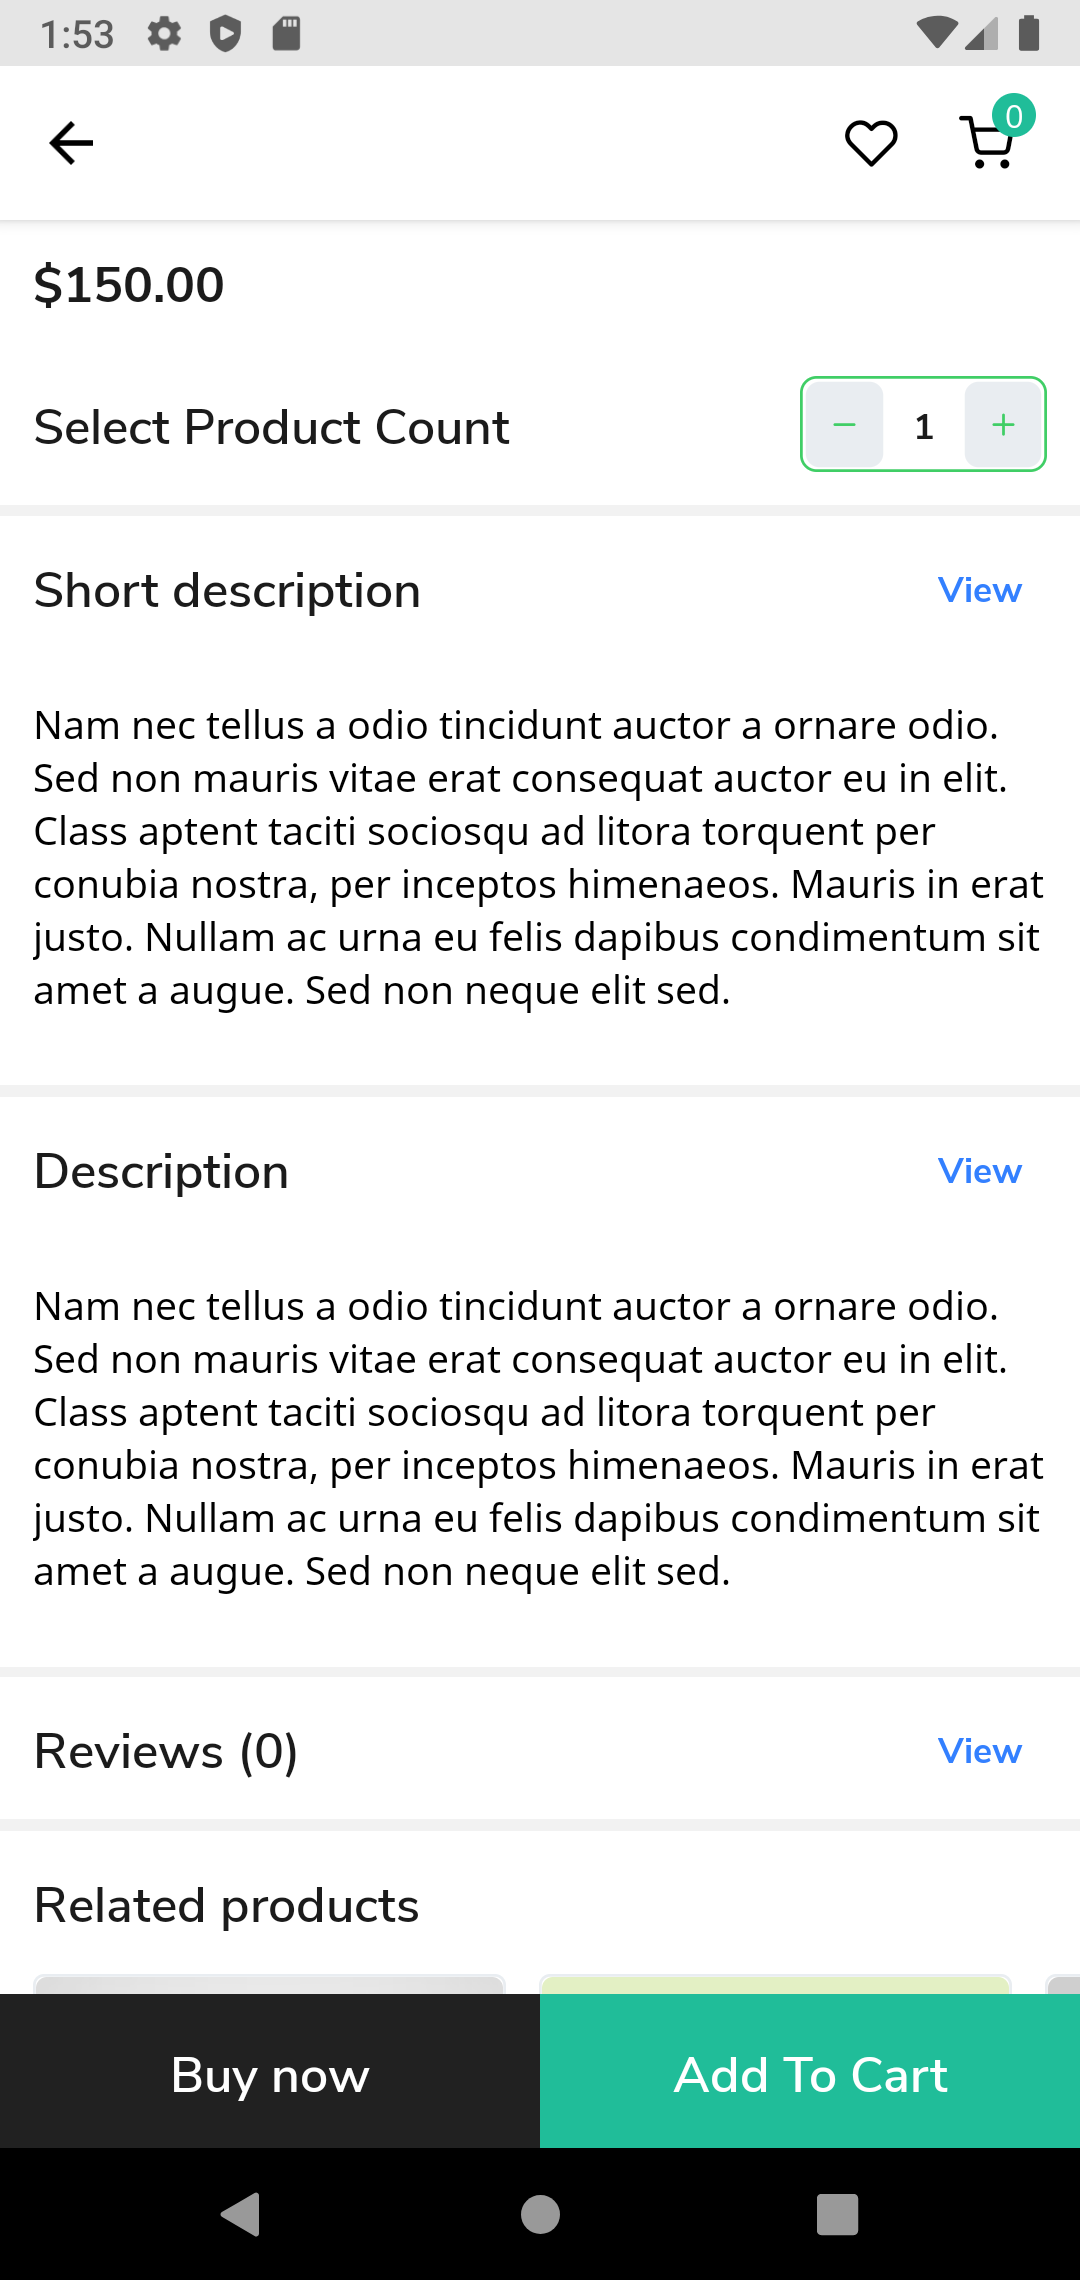 1:53
0
$150.00
Select Product Count
− 1 +
Short description View
Nam nec tellus a odio tincidunt auctor a ornare odio.
Sed non mauris vitae erat consequat auctor eu in elit.
Class aptent taciti sociosqu ad litora torquent per
conubia nostra, per inceptos himenaeos. Mauris in erat
justo. Nullam ac urna eu felis dapibus condimentum sit
amet a augue. Sed non neque elit sed.
Description View
Nam nec tellus a odio tincidunt auctor a ornare odio.
Sed non mauris vitae erat consequat auctor eu in elit.
Class aptent taciti sociosqu ad litora torquent per
conubia nostra, per inceptos himenaeos. Mauris in erat
justo. Nullam ac urna eu felis dapibus condimentum sit
amet a augue. Sed non neque elit sed.
Reviews (0) View
Related products
Buy now Add To Cart